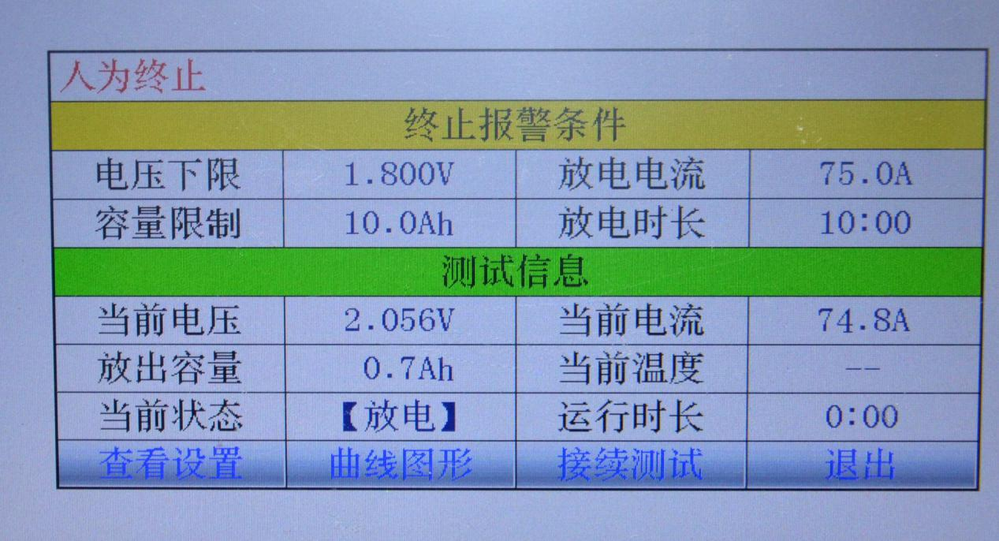 人为终止
终止报警条件
电压下限 1.800V 放电电流 75.0A
容量限制 10.0Ah 放电时长 10:00
测试信息
当前电压 2.056V 当前电流 74.8A
放出容量 0.7Ah 当前温度 --
当前状态 【放电】 运行时长 0:00
查看设置 曲线图形 接续测试 退出